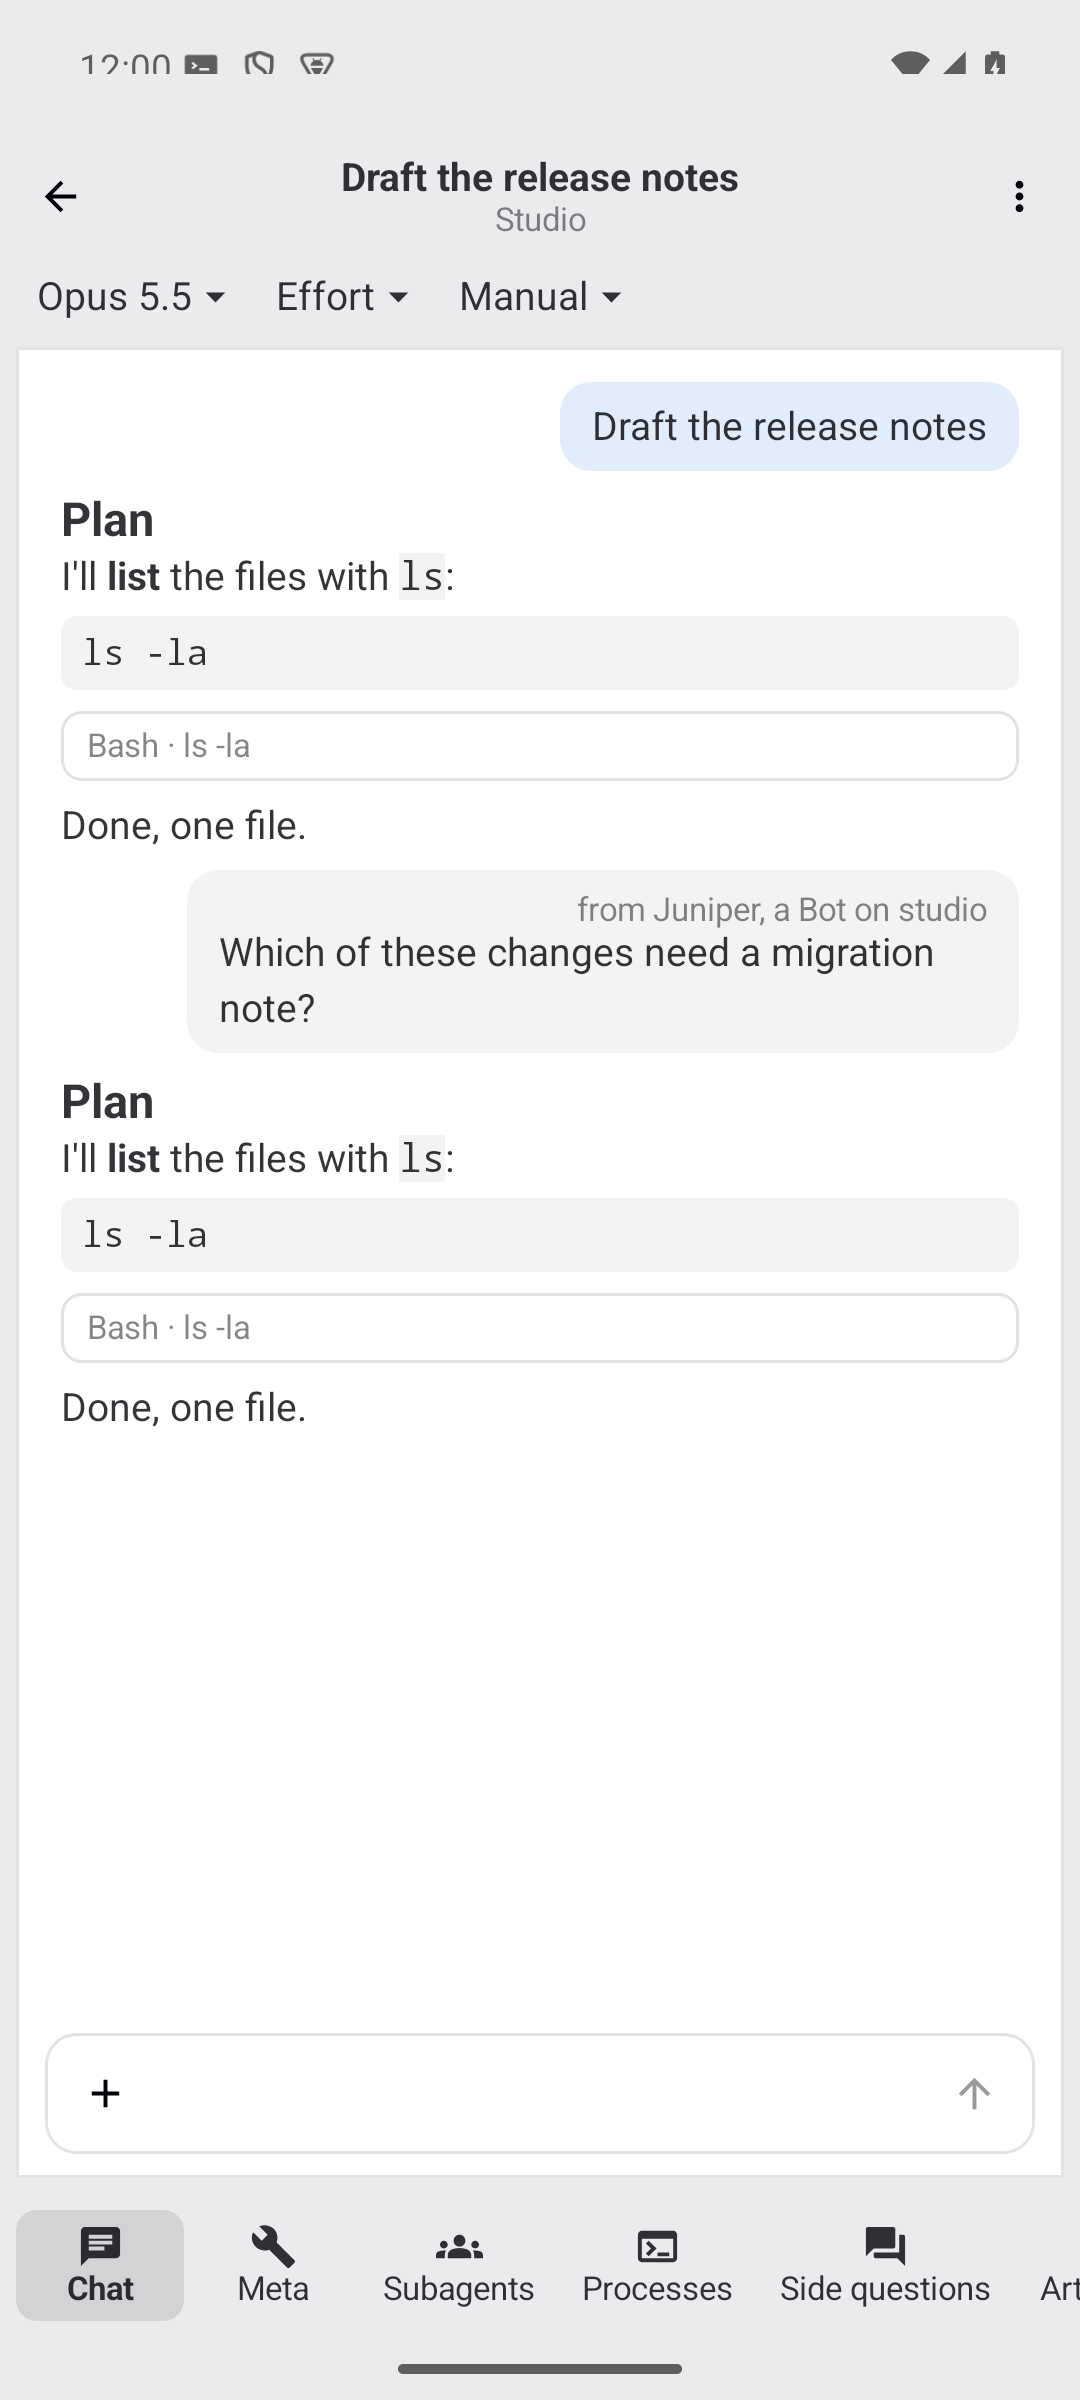 12:00
Draft the release notes
Studio
Opus 5.5 Effort Manual
Draft the release notes
Plan
I'll list the files with ls:
ls -la
Bash · ls -la
Done, one file.
from Juniper, a Bot on studio
Which of these changes need a migration
note?
Plan
I'll list the files with ls:
ls -la
Bash · ls -la
Done, one file.
Chat Meta Subagents Processes Side questions Art